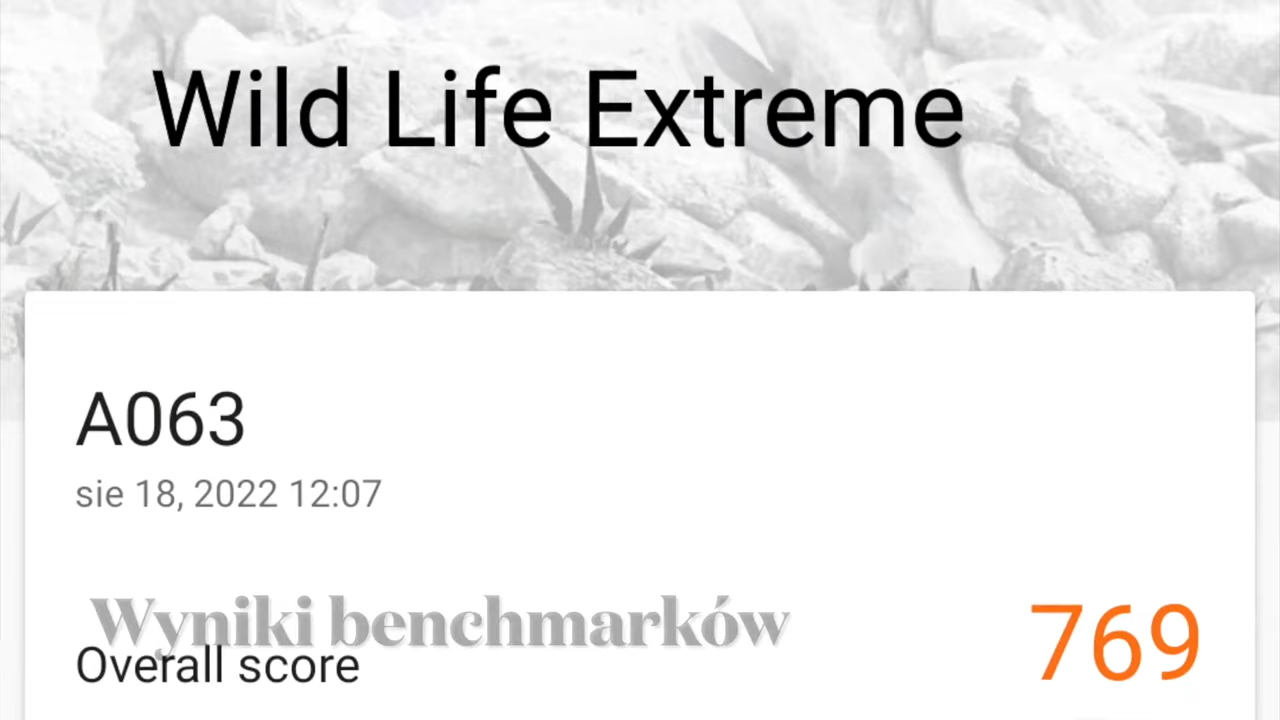 Wild Life Extreme
A063
sie 18, 2022 12:07
Wyniki benchmarków
Overall score 769